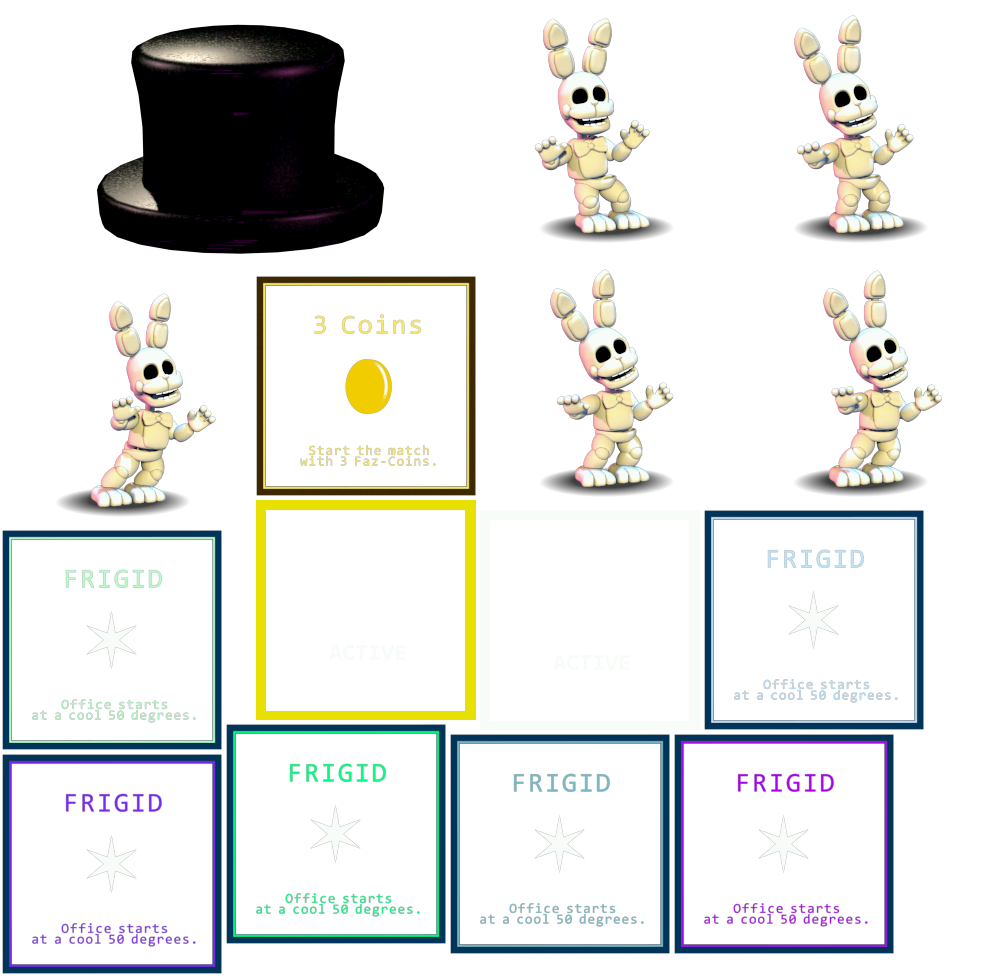 3 Coins
Start the match
with 3 Faz-Coins.
FRIGID
Office starts
at a cool 50 degrees.
ACTIVE
ACTIVE
FRIGID
Office starts
at a cool 50 degrees.
FRIGID
Office starts
at a cool 50 degrees.
FRIGID
Office starts
at a cool 50 degrees.
FRIGID
Office starts
at a cool 50 degrees.
FRIGID
Office starts
at a cool 50 degrees.